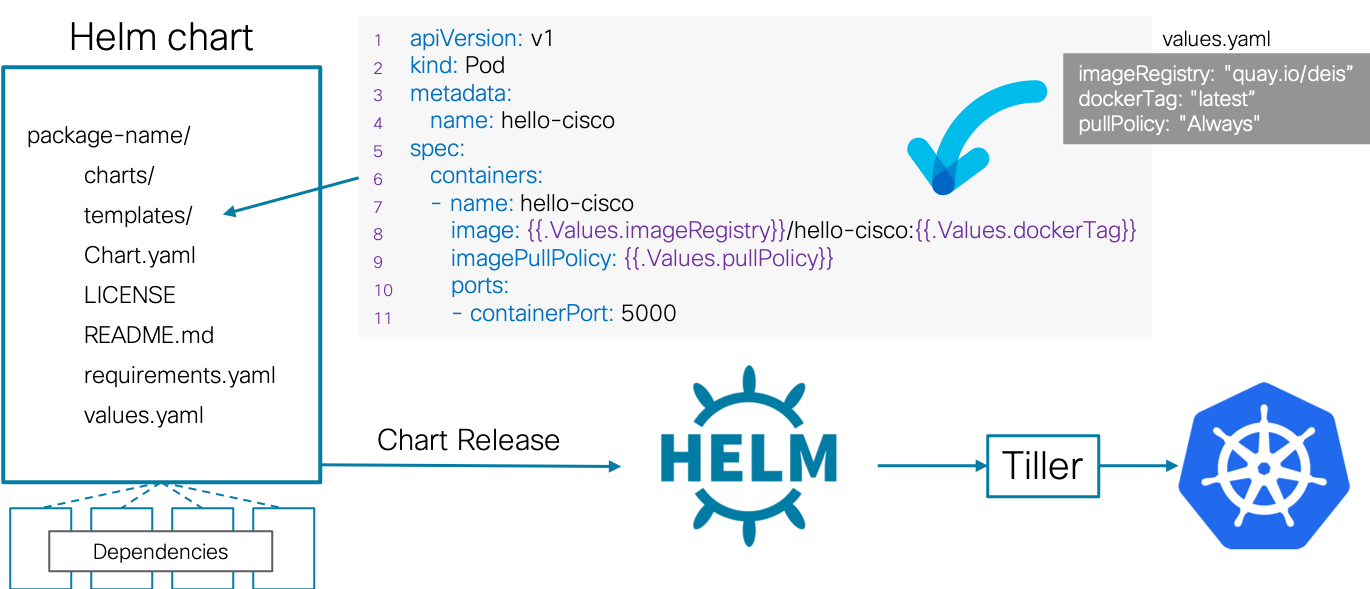 Helm chart
package-name/
charts/
templates/
Chart.yaml
LICENSE
README.md
requirements.yaml
values.yaml
Dependencies
1 apiVersion: v1
2 kind: Pod
3 metadata:
4 name: hello-cisco
5 spec:
6 containers:
7 - name: hello-cisco
8 image: {{.Values.imageRegistry}}/hello-cisco:{{.Values.dockerTag}}
9 imagePullPolicy: {{.Values.pullPolicy}}
10 ports:
11 - containerPort: 5000
values.yaml
imageRegistry: "quay.io/deis”
dockerTag: "latest”
pullPolicy: "Always"
Chart Release
HELM
Tiller